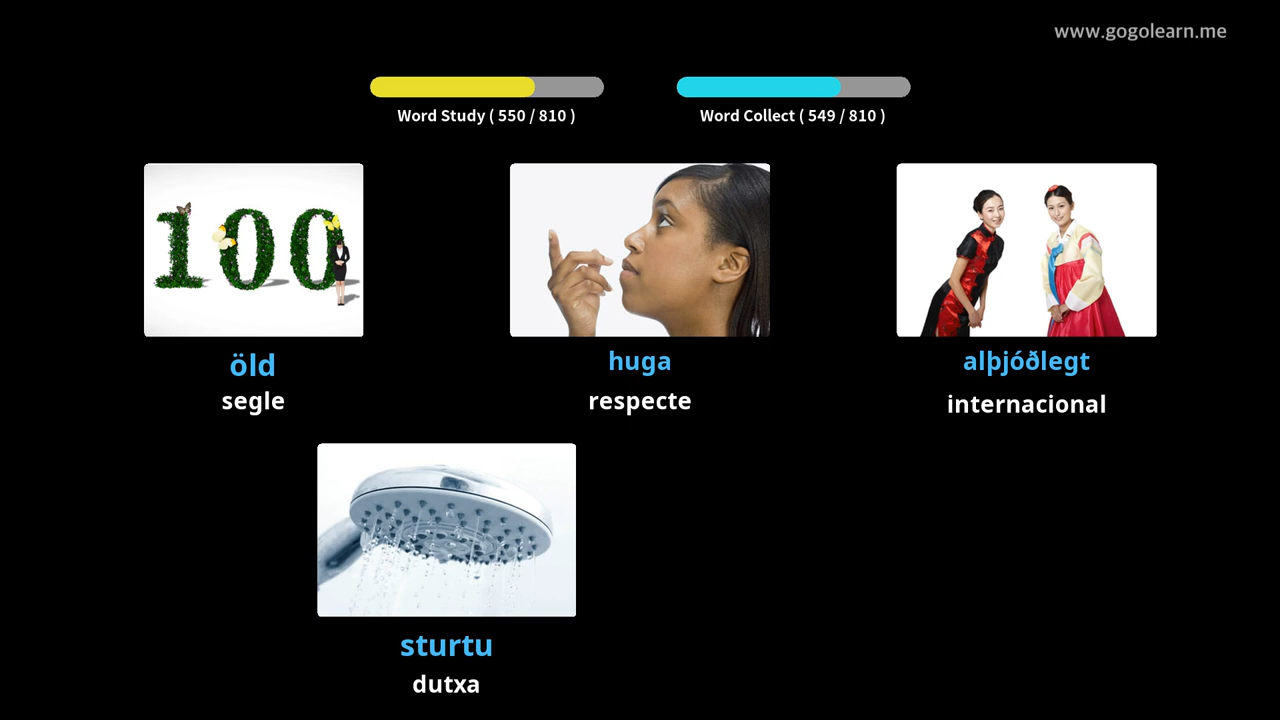 www.gogolearn.me
Word Study ( 550 / 810 )
Word Collect ( 549 / 810 )
100
öld
segle
huga
respecte
alþjóðlegt
internacional
sturtu
dutxa